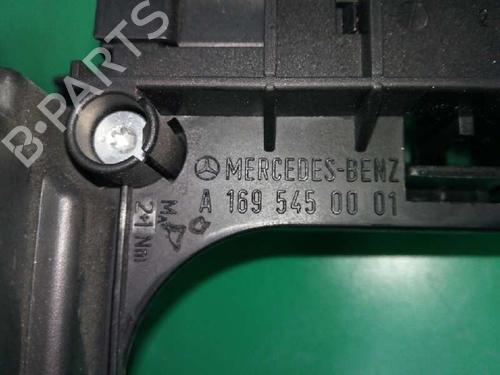 B-PARTS
MERCEDES-BENZ
A 169 545 00 01
2+1 Nm